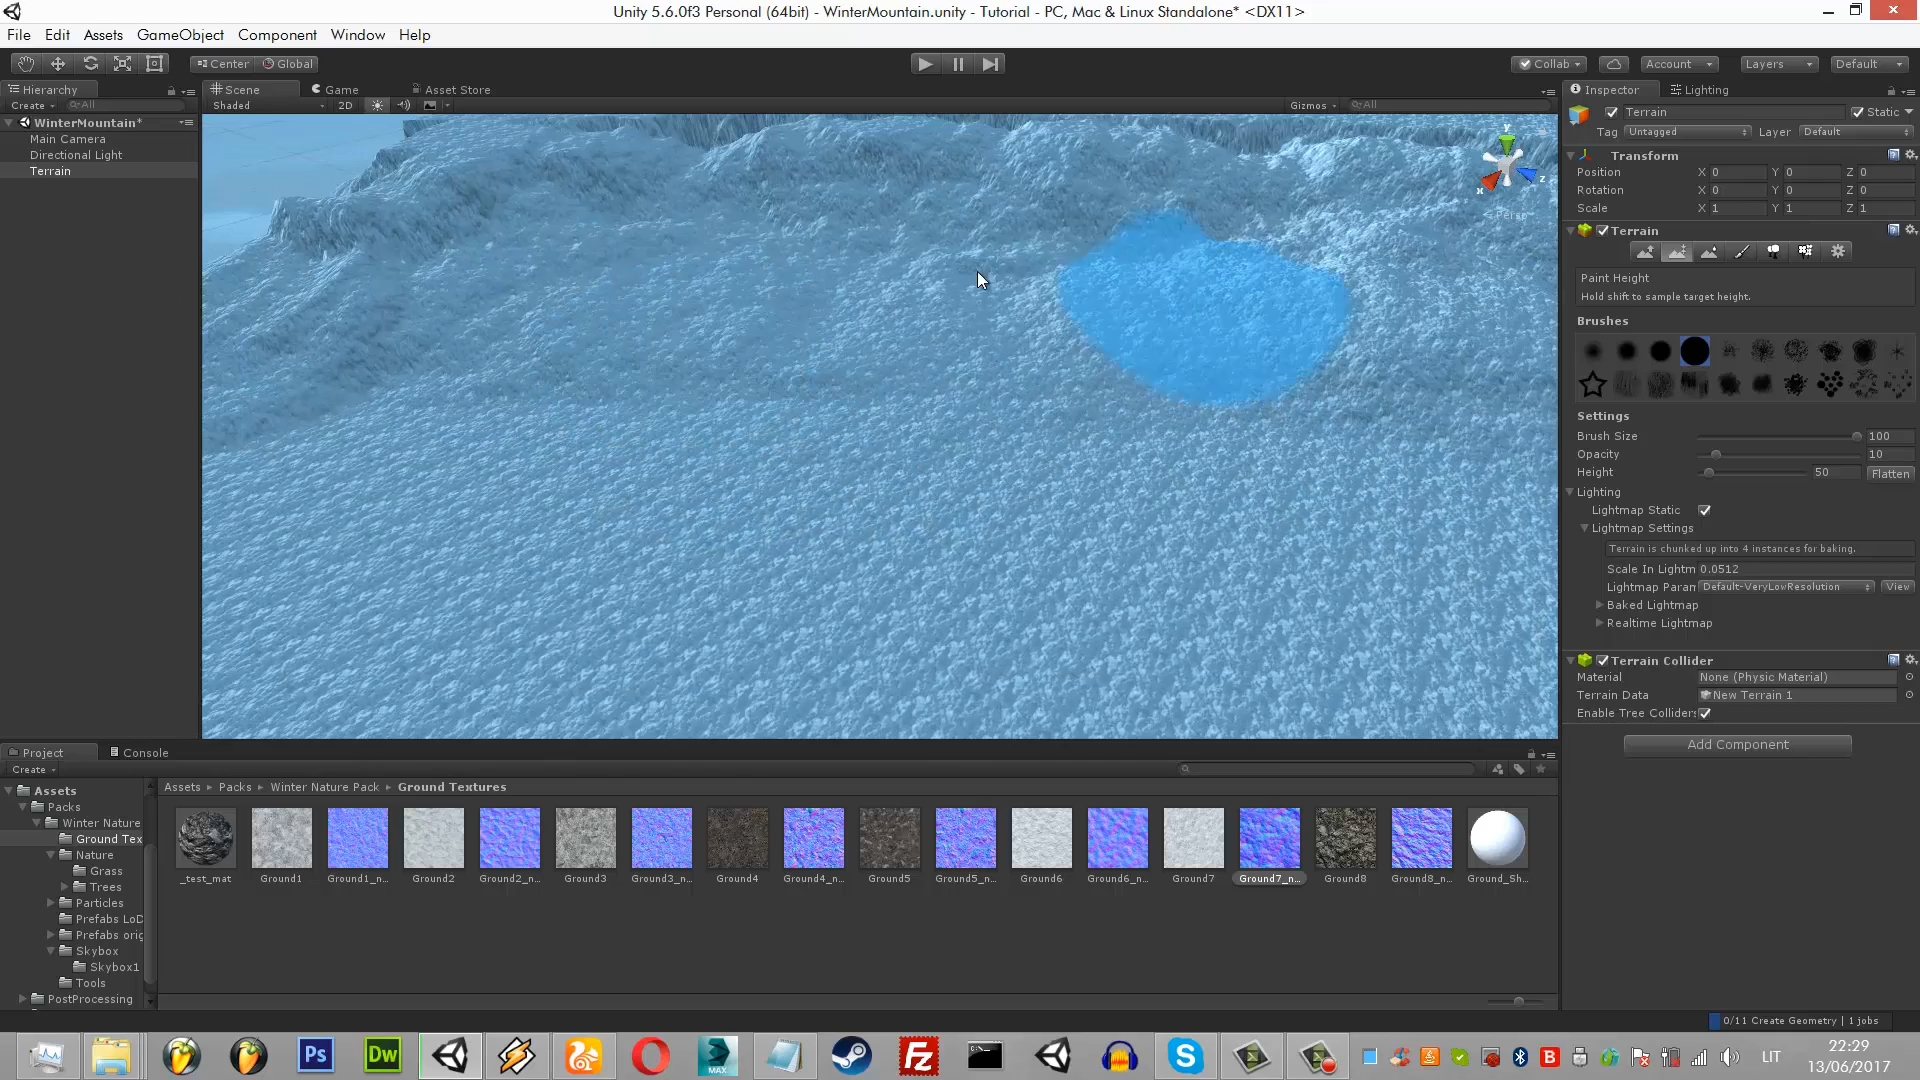 Unity 5.6.0f3 Personal (64bit) - WinterMountain.unity - Tutorial - PC, Mac & Linux Standalone* <DX11>
File Edit Assets GameObject Component Window Help
Center Global Collab Account Layers Default
Hierarchy Scene Game Asset Store Inspector Lighting
Create All Shaded 2D Gizmos All
WinterMountain*
Main Camera
Directional Light
Terrain
y
z
x
Persp
Terrain Static
Tag Untagged Layer Default
Transform
Position X 0 Y 0 Z 0
Rotation X 0 Y 0 Z 0
Scale X 1 Y 1 Z 1
Terrain
Paint Height
Hold shift to sample target height.
Brushes
Settings
Brush Size 100
Opacity 10
Height 50 Flatten
Lighting
Lightmap Static
Lightmap Settings
Terrain is chunked up into 4 instances for baking.
Scale In Lightm 0.0512
Lightmap Param Default-VeryLowResolution View
Baked Lightmap
Realtime Lightmap
Terrain Collider
Material None (Physic Material)
Terrain Data New Terrain 1
Enable Tree Colliders
Add Component
Project Console
Create
Assets
Packs
Winter Nature
Ground Tex
Nature
Grass
Trees
Particles
Prefabs LoD
Prefabs orig
Skybox
Skybox1
Tools
PostProcessing
Assets Packs Winter Nature Pack Ground Textures
_test_mat Ground1 Ground1_n... Ground2 Ground2_n... Ground3 Ground3_n... Ground4 Ground4_n... Ground5 Ground5_n... Ground6 Ground6_n... Ground7 Ground7_n... Ground8 Ground8_n... Ground_Sh...
0/11 Create Geometry | 1 jobs
Ps Dw MAX Fz C:\_ S B LIT
22:29
13/06/2017